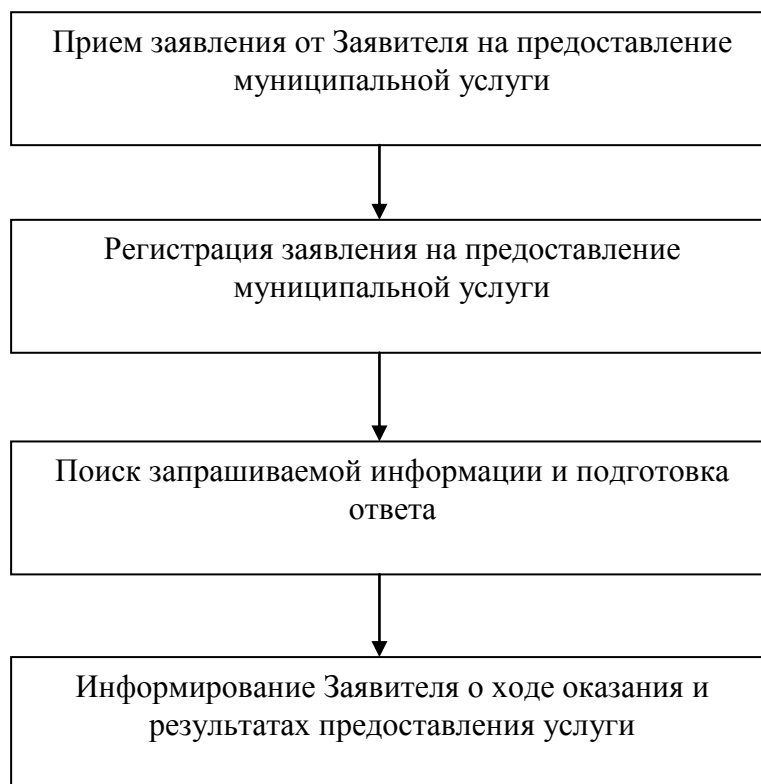 Прием заявления от Заявителя на предоставление
муниципальной услуги
Регистрация заявления на предоставление
муниципальной услуги
Поиск запрашиваемой информации и подготовка
ответа
Информирование Заявителя о ходе оказания и
результатах предоставления услуги